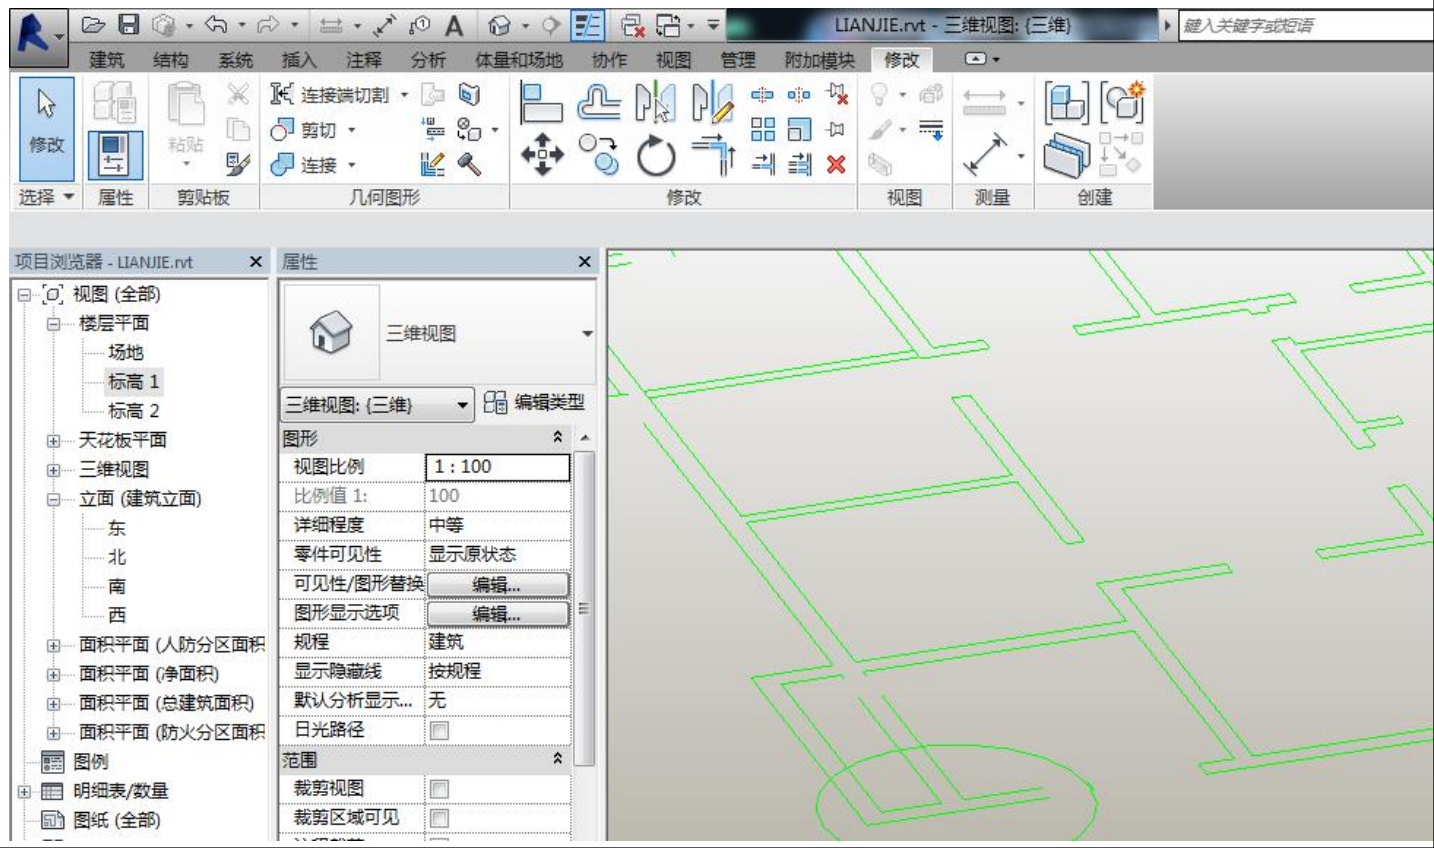 LIANJIE.rvt - 三维视图: {三维}
键入关键字或短语
建筑 结构 系统 插入 注释 分析 体量和场地 协作 视图 管理 附加模块 修改
连接端切割
修改 粘贴 剪切
连接
选择 属性 剪贴板 几何图形 修改 视图 测量 创建
项目浏览器 - LIANJIE.rvt
视图 (全部)
楼层平面
场地
标高 1
标高 2
天花板平面
三维视图
立面 (建筑立面)
东
北
南
西
面积平面 (人防分区面积
面积平面 (净面积)
面积平面 (总建筑面积)
面积平面 (防火分区面积
图例
明细表/数量
图纸 (全部)
属性
三维视图
三维视图: {三维} 编辑类型
图形
视图比例 1 : 100
比例值 1: 100
详细程度 中等
零件可见性 显示原状态
可见性/图形替换 编辑...
图形显示选项 编辑...
规程 建筑
显示隐藏线 按规程
默认分析显示... 无
日光路径
范围
裁剪视图
裁剪区域可见